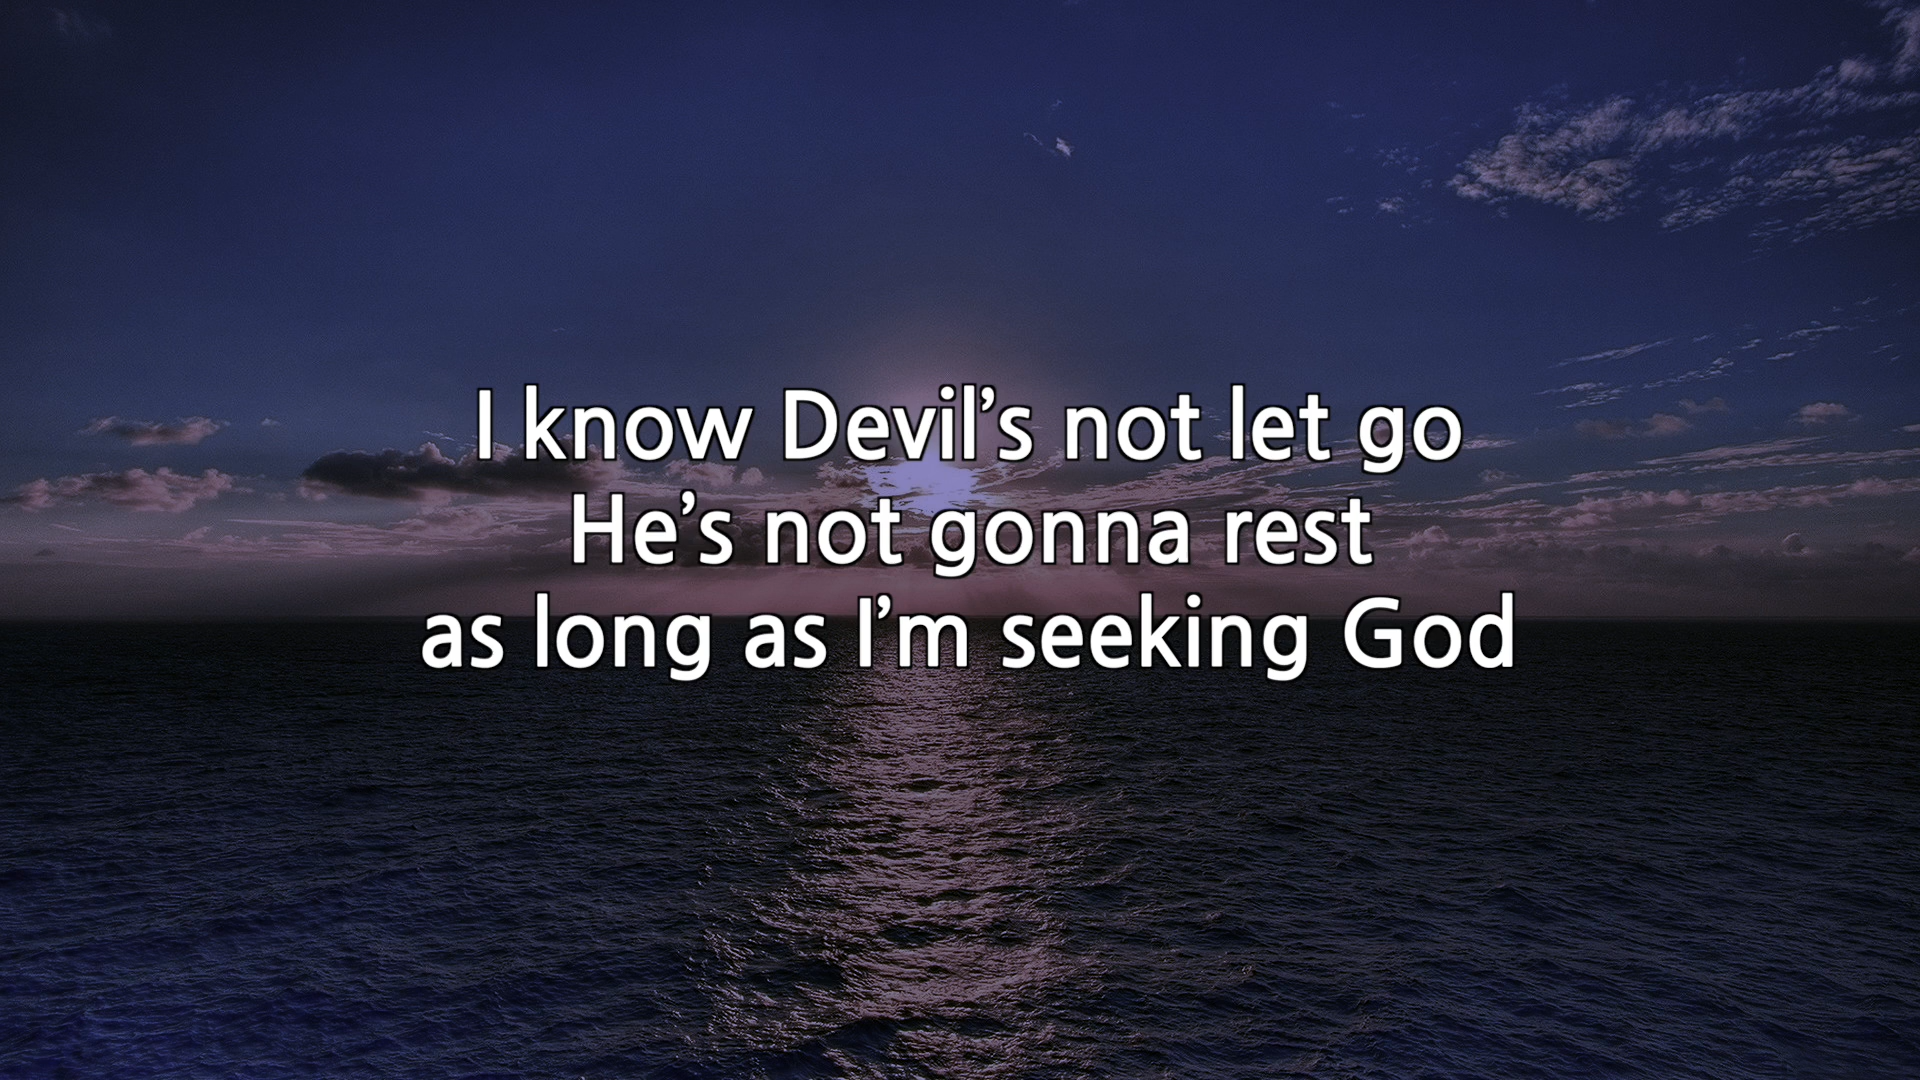 I know Devil’s not let go
He’s not gonna rest
as long as I’m seeking God